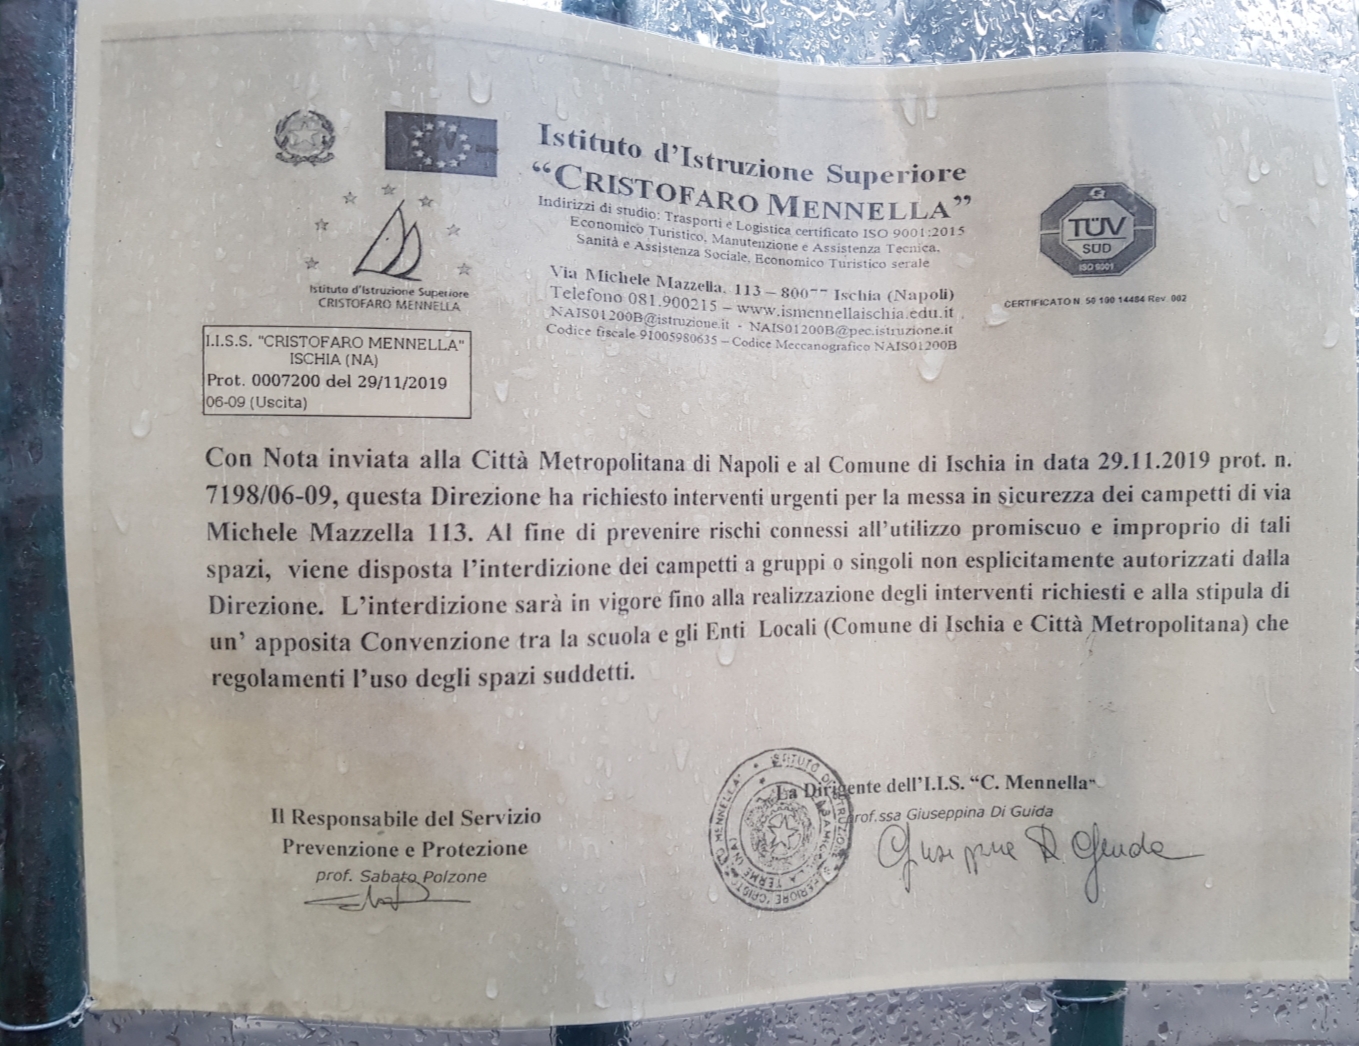 Istituto d'Istruzione Superiore
“CRISTOFARO MENNELLA”
Indirizzi di studio: Trasporti e Logistica certificato ISO 9001:2015
Economico Turistico, Manutenzione e Assistenza Tecnica,
Sanità e Assistenza Sociale, Economico Turistico serale
Via Michele Mazzella, 113 – 80077 Ischia (Napoli)
Telefono 081.900215 – www.ismennellaischia.edu.it
NAIS01200B@istruzione.it - NAIS01200B@pec.istruzione.it
Codice fiscale 91005980635 – Codice Meccanografico NAIS01200B
Istituto d'Istruzione Superiore
CRISTOFARO MENNELLA
TÜV
SUD
ISO 9001
CERTIFICATO N 50 100 14484 Rev. 002
I.I.S.S. "CRISTOFARO MENNELLA"
ISCHIA (NA)
Prot. 0007200 del 29/11/2019
06-09 (Uscita)
Con Nota inviata alla Città Metropolitana di Napoli e al Comune di Ischia in data 29.11.2019 prot. n.
7198/06-09, questa Direzione ha richiesto interventi urgenti per la messa in sicurezza dei campetti di via
Michele Mazzella 113. Al fine di prevenire rischi connessi all'utilizzo promiscuo e improprio di tali
spazi, viene disposta l'interdizione dei campetti a gruppi o singoli non esplicitamente autorizzati dalla
Direzione. L'interdizione sarà in vigore fino alla realizzazione degli interventi richiesti e alla stipula di
un' apposita Convenzione tra la scuola e gli Enti Locali (Comune di Ischia e Città Metropolitana) che
regolamenti l'uso degli spazi suddetti.
Il Responsabile del Servizio
Prevenzione e Protezione
prof. Sabato Polzone
La Dirigente dell'I.I.S. “C. Mennella”
prof.ssa Giuseppina Di Guida
Giuseppina Di Guida